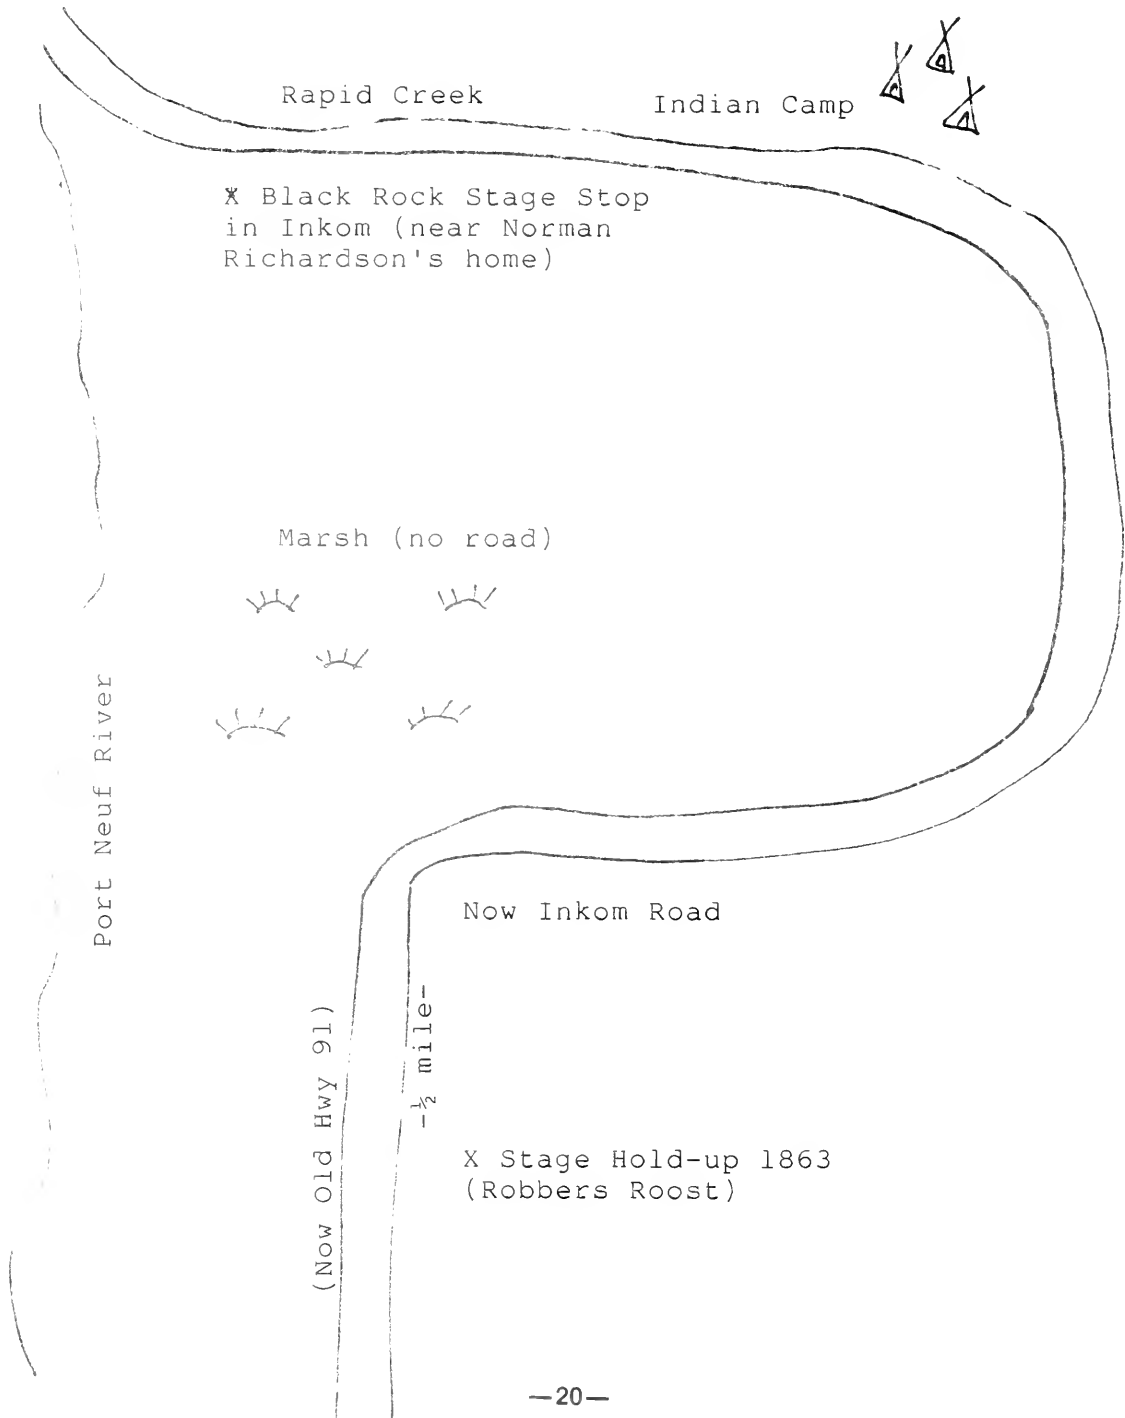 Rapid Creek
Indian Camp
X Black Rock Stage Stop
in Inkom (near Norman
Richardson's home)
Marsh (no road)
Port Neuf River
Now Inkom Road
(Now Old Hwy 91)
-½ mile-
X Stage Hold-up 1863
(Robbers Roost)
—20—